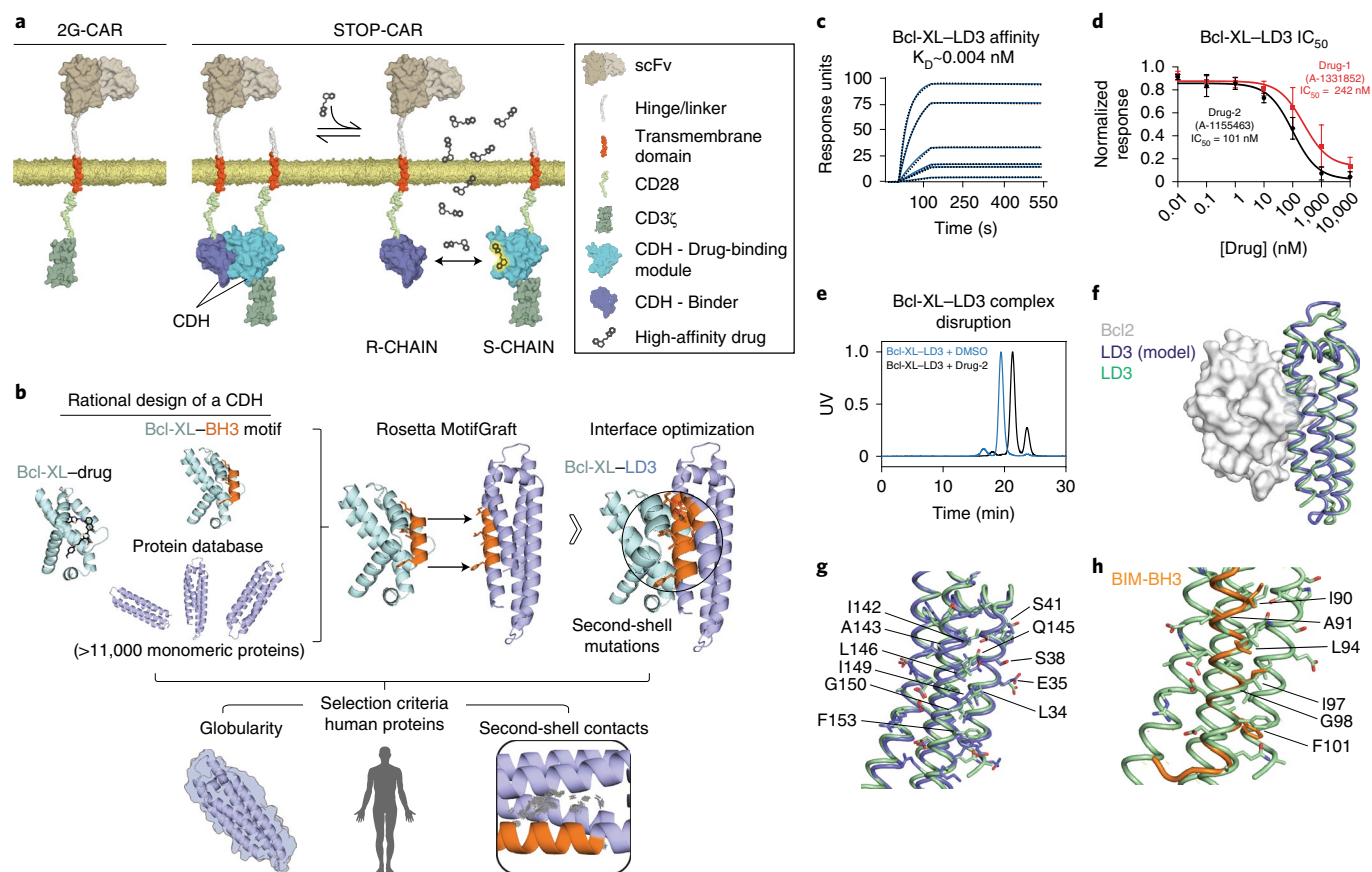 a
2G-CAR
STOP-CAR
CDH
R-CHAIN
S-CHAIN
scFv
Hinge/linker
Transmembrane
domain
CD28
CD3ζ
CDH - Drug-binding
module
CDH - Binder
High-affinity drug
b
Rational design of a CDH
Bcl-XL–BH3 motif
Bcl-XL–drug
Protein database
(>11,000 monomeric proteins)
Rosetta MotifGraft
Interface optimization
Bcl-XL–LD3
Second-shell
mutations
Selection criteria
human proteins
Globularity
Second-shell contacts
c
Bcl-XL–LD3 affinity
K_D~0.004 nM
Response units
100
75
50
25
0
100 250 350 450 550
Time (s)
d
Bcl-XL–LD3 IC50
Drug-1
(A-1331852)
IC50 = 242 nM
Drug-2
(A-1155463)
IC50 = 101 nM
Normalized
response
1.0
0.8
0.6
0.4
0.2
0
0.01 0.1 1 10 100 1,000 10,000
[Drug] (nM)
e
Bcl-XL–LD3 complex
disruption
Bcl-XL–LD3 + DMSO
Bcl-XL–LD3 + Drug-2
UV
1.0
0.5
0
0 10 20 30
Time (min)
f
Bcl2
LD3 (model)
LD3
g
I142
A143
L146
I149
G150
F153
S41
Q145
S38
E35
L34
h
BIM-BH3
I90
A91
L94
I97
G98
F101